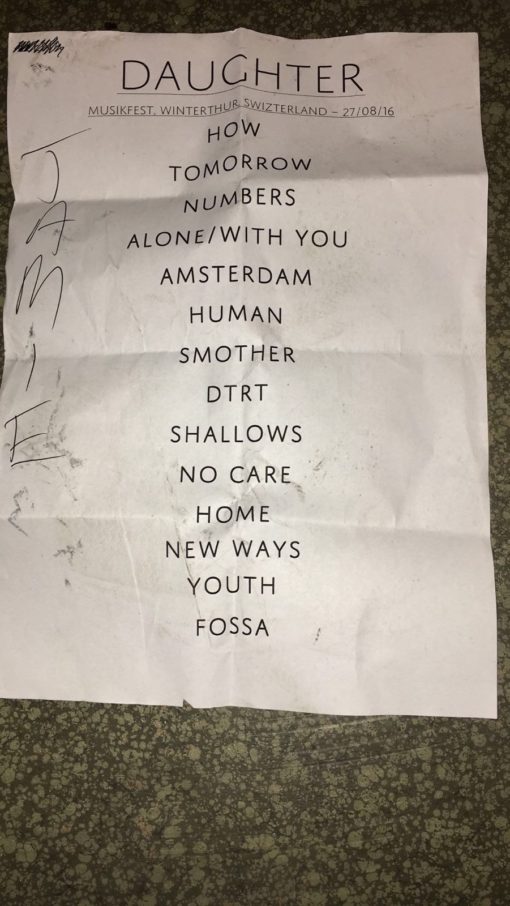 DAUGHTER
MUSIKFEST, WINTERTHUR, SWIZTERLAND – 27/08/16
HOW
TOMORROW
NUMBERS
ALONE/WITH YOU
AMSTERDAM
HUMAN
SMOTHER
DTRT
SHALLOWS
NO CARE
HOME
NEW WAYS
YOUTH
FOSSA